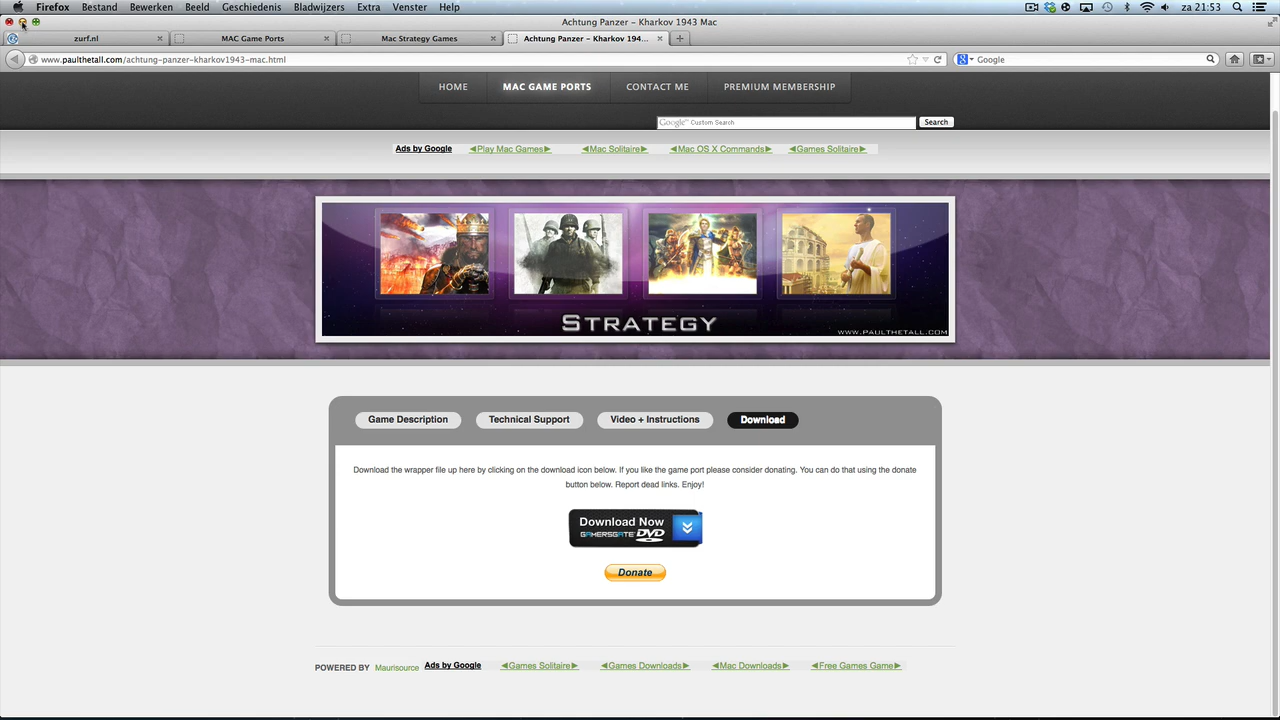 Firefox Bestand Bewerken Beeld Geschiedenis Bladwijzers Extra Venster Help za 21:53
Achtung Panzer – Kharkov 1943 Mac
zurf.nl MAC Game Ports Mac Strategy Games Achtung Panzer – Kharkov 194...
www.paulthetall.com/achtung-panzer-kharkov1943-mac.html Google
HOME MAC GAME PORTS CONTACT ME PREMIUM MEMBERSHIP
Google™ Custom Search Search
Ads by Google ◄Play Mac Games► ◄Mac Solitaire► ◄Mac OS X Commands► ◄Games Solitaire►
STRATEGY
WWW.PAULTHETALL.COM
Game Description Technical Support Video + Instructions Download
Download the wrapper file up here by clicking on the download icon below. If you like the game port please consider donating. You can do that using the donate
button below. Report dead links. Enjoy!
Download Now
GAMERSGATE DVD
Donate
POWERED BY Maurisource Ads by Google ◄Games Solitaire► ◄Games Downloads► ◄Mac Downloads► ◄Free Games Game►